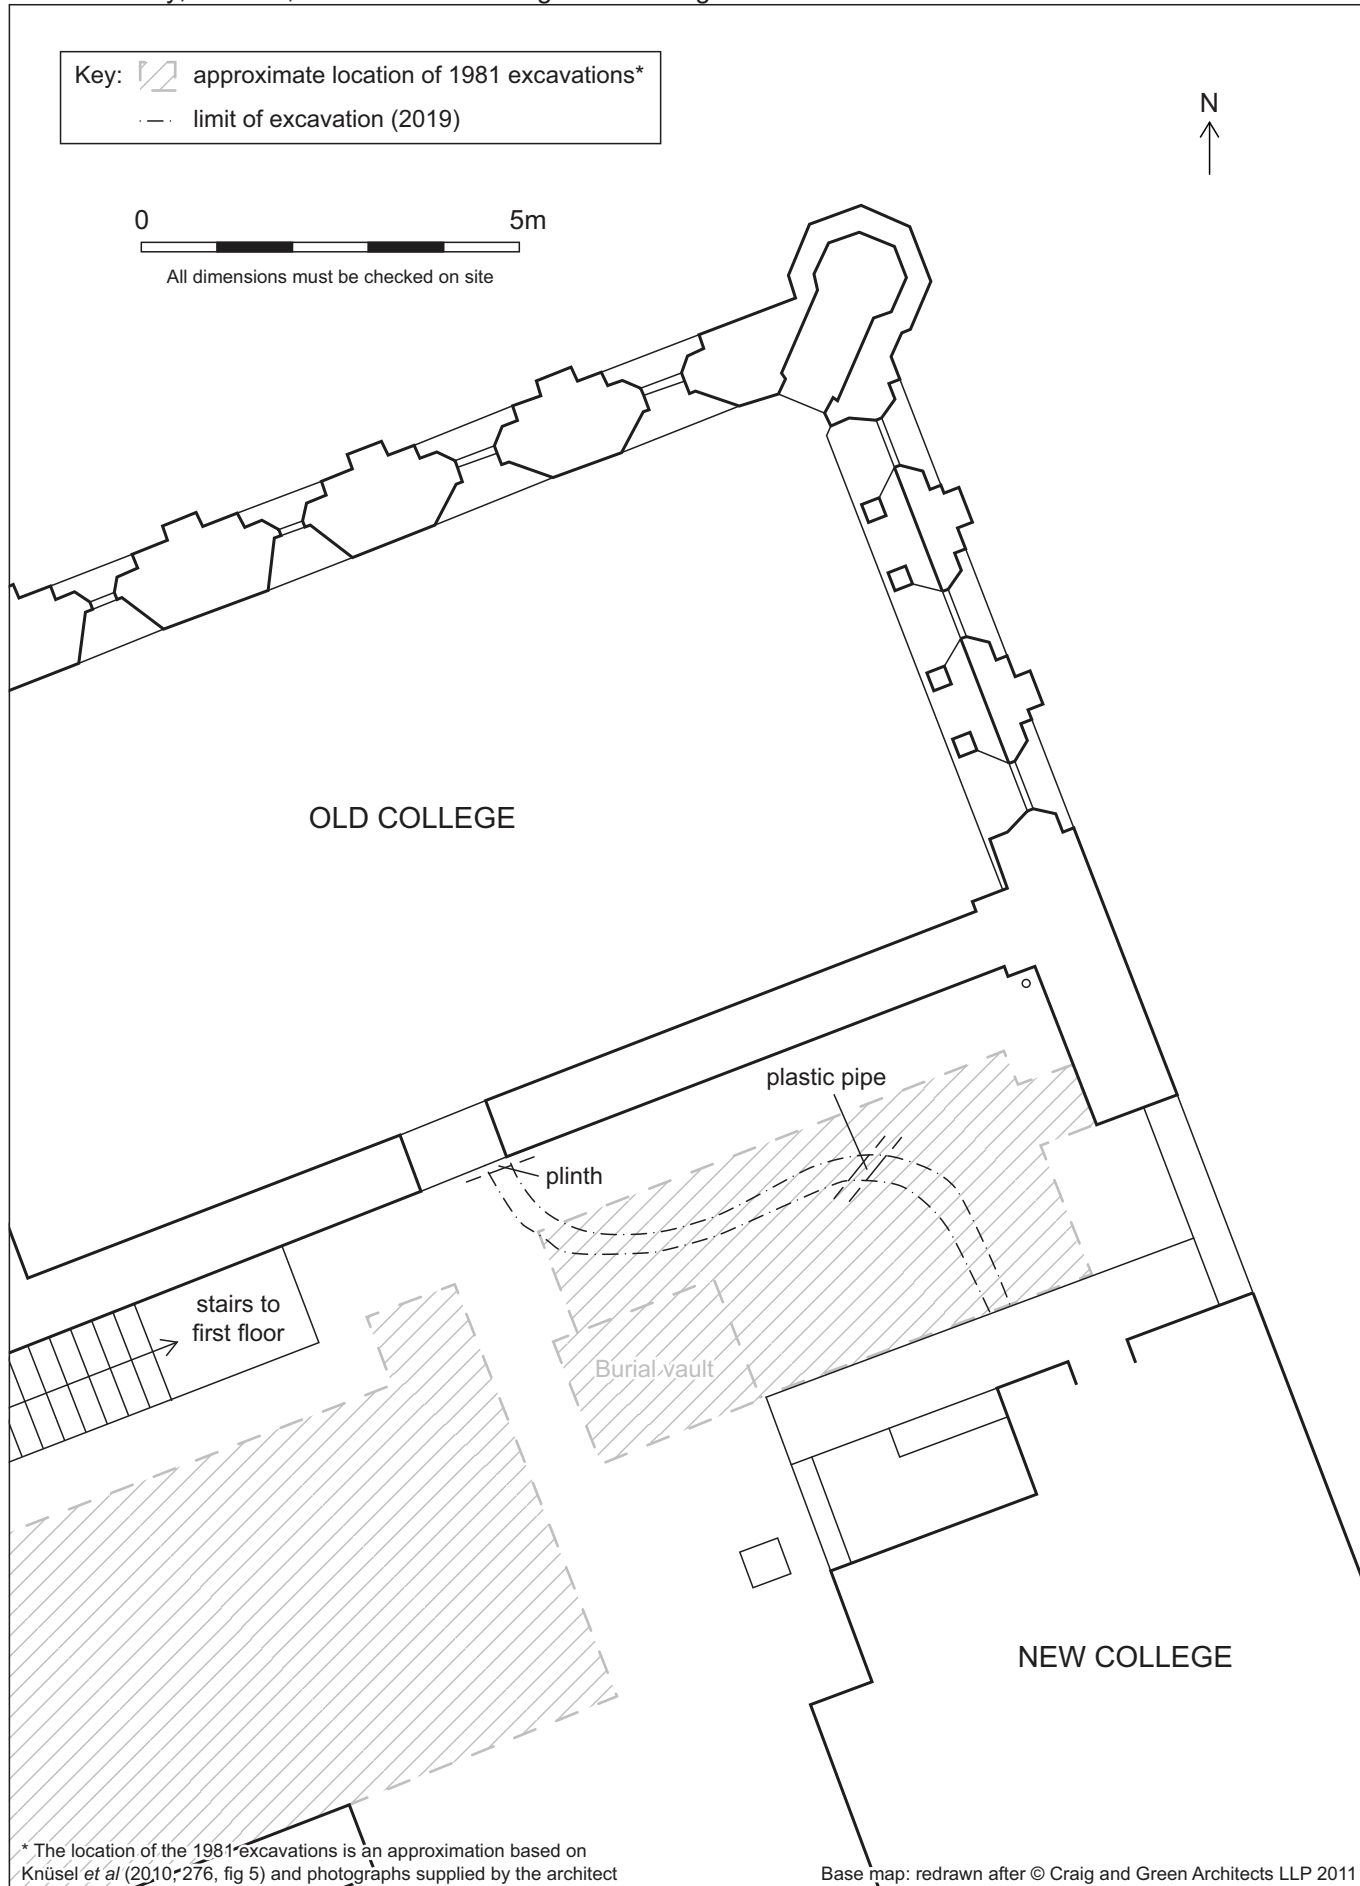 Key: approximate location of 1981 excavations*
limit of excavation (2019)
N
0 5m
All dimensions must be checked on site
OLD COLLEGE
plastic pipe
plinth
stairs to
first floor
Burial vault
NEW COLLEGE
* The location of the 1981 excavations is an approximation based on
Knüsel et al (2010, 276, fig 5) and photographs supplied by the architect
Base map: redrawn after © Craig and Green Architects LLP 2011